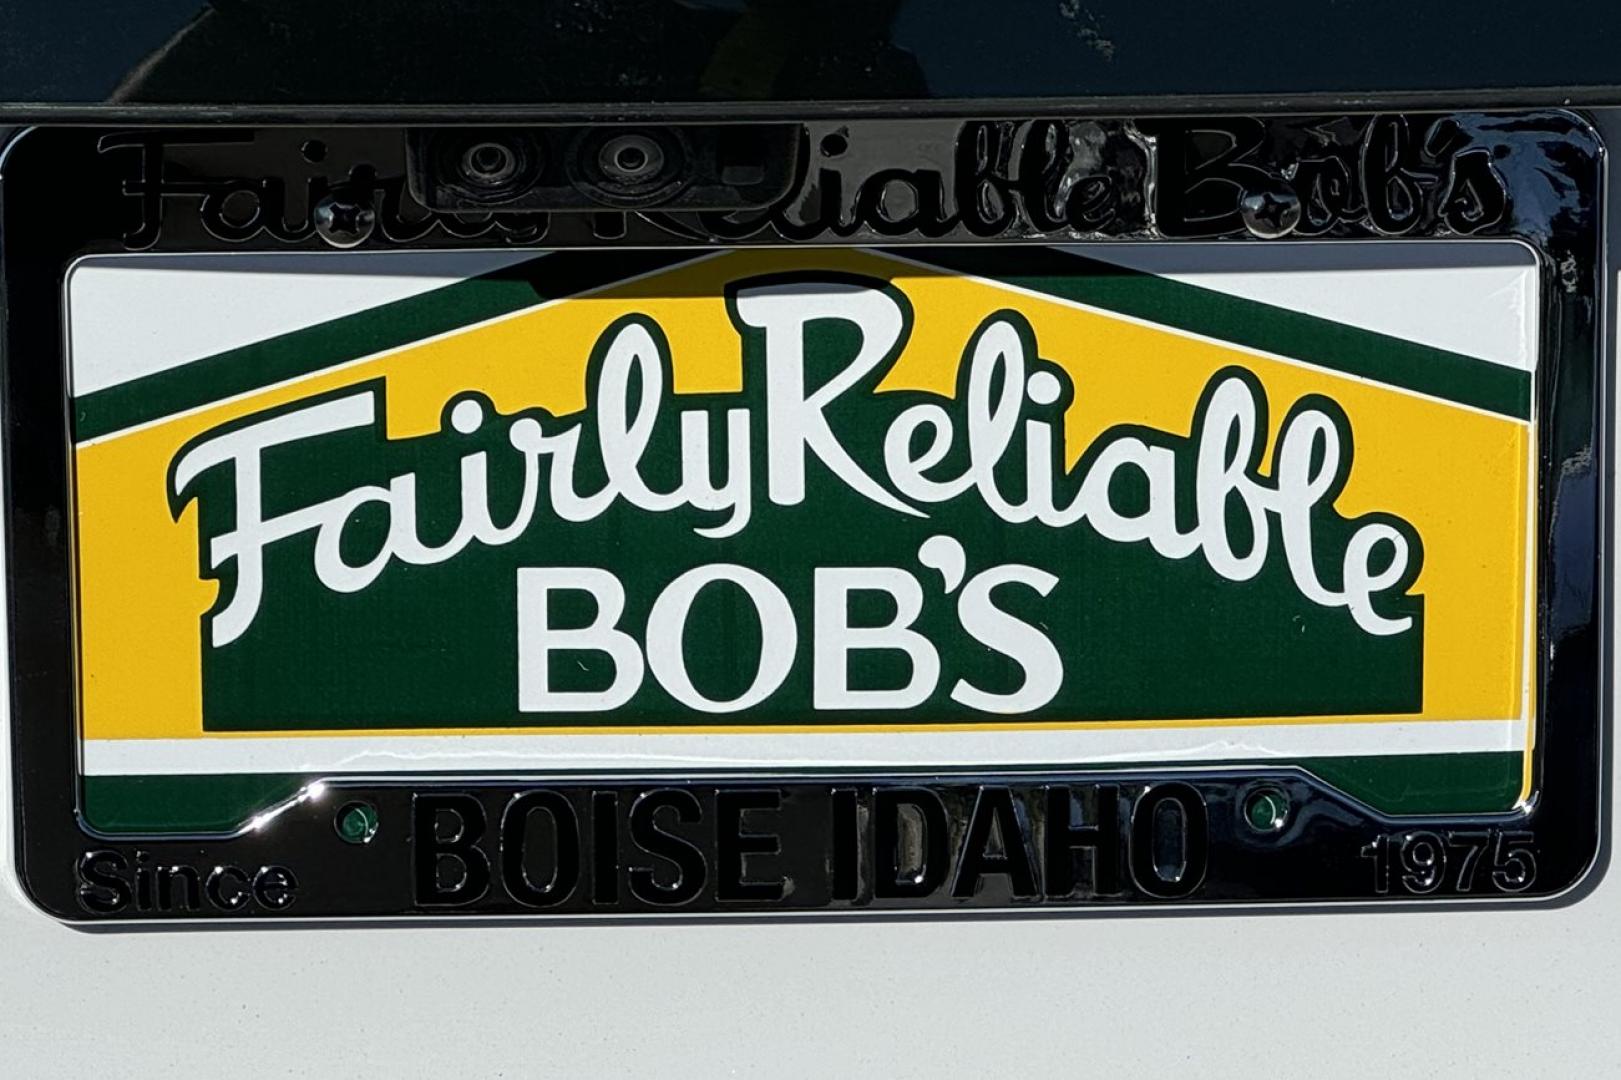 Fairly Reliable Bob's
Fairly Reliable
BOB'S
BOISE IDAHO
Since 1975